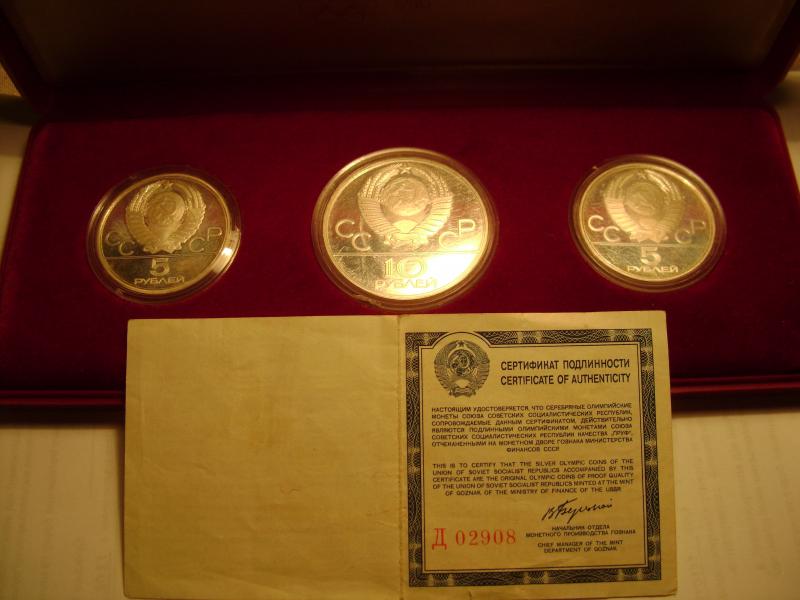 СССР
5
РУБЛЕЙ
СССР
10
РУБЛЕЙ
СССР
5
РУБЛЕЙ
СЕРТИФИКАТ ПОДЛИННОСТИ
CERTIFICATE OF AUTHENTICITY
НАСТОЯЩИМ УДОСТОВЕРЯЕТСЯ, ЧТО СЕРЕБРЯНЫЕ ОЛИМПИЙСКИЕ
МОНЕТЫ СОЮЗА СОВЕТСКИХ СОЦИАЛИСТИЧЕСКИХ РЕСПУБЛИК,
СОПРОВОЖДАЕМЫЕ ДАННЫМ СЕРТИФИКАТОМ, ДЕЙСТВИТЕЛЬНО
ЯВЛЯЮТСЯ ПОДЛИННЫМИ ОЛИМПИЙСКИМИ МОНЕТАМИ СОЮЗА
СОВЕТСКИХ СОЦИАЛИСТИЧЕСКИХ РЕСПУБЛИК КАЧЕСТВА „ПРУФ“,
ОТЧЕКАНЕННЫМИ НА МОНЕТНОМ ДВОРЕ ГОЗНАКА МИНИСТЕРСТВА
ФИНАНСОВ СССР
THIS IS TO CERTIFY THAT THE SILVER OLYMPIC COINS OF THE
UNION OF SOVIET SOCIALIST REPUBLICS ACCOMPANIED BY THIS
CERTIFICATE ARE THE ORIGINAL OLYMPIC COINS OF PROOF QUALITY
OF THE UNION OF SOVIET SOCIALIST REPUBLICS MINTED AT THE MINT
OF GOZNAK OF THE MINISTRY OF FINANCE OF THE USSR
НАЧАЛЬНИК ОТДЕЛА
МОНЕТНОГО ПРОИЗВОДСТВА ГОЗНАКА
Д 02908
CHIEF MANAGER OF THE MINT
DEPARTMENT OF GOZNAK